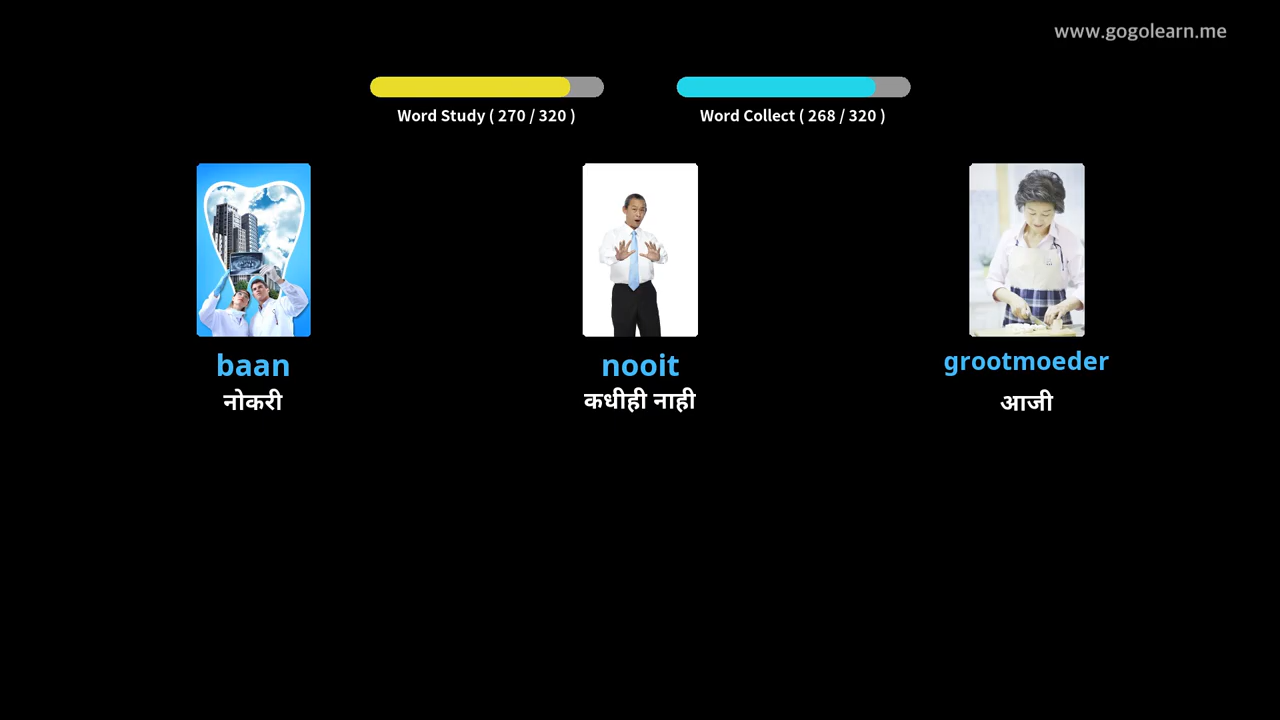 www.gogolearn.me
Word Study ( 270 / 320 )
Word Collect ( 268 / 320 )
baan
nooit
grootmoeder
नोकरी
कधीही नाही
आजी